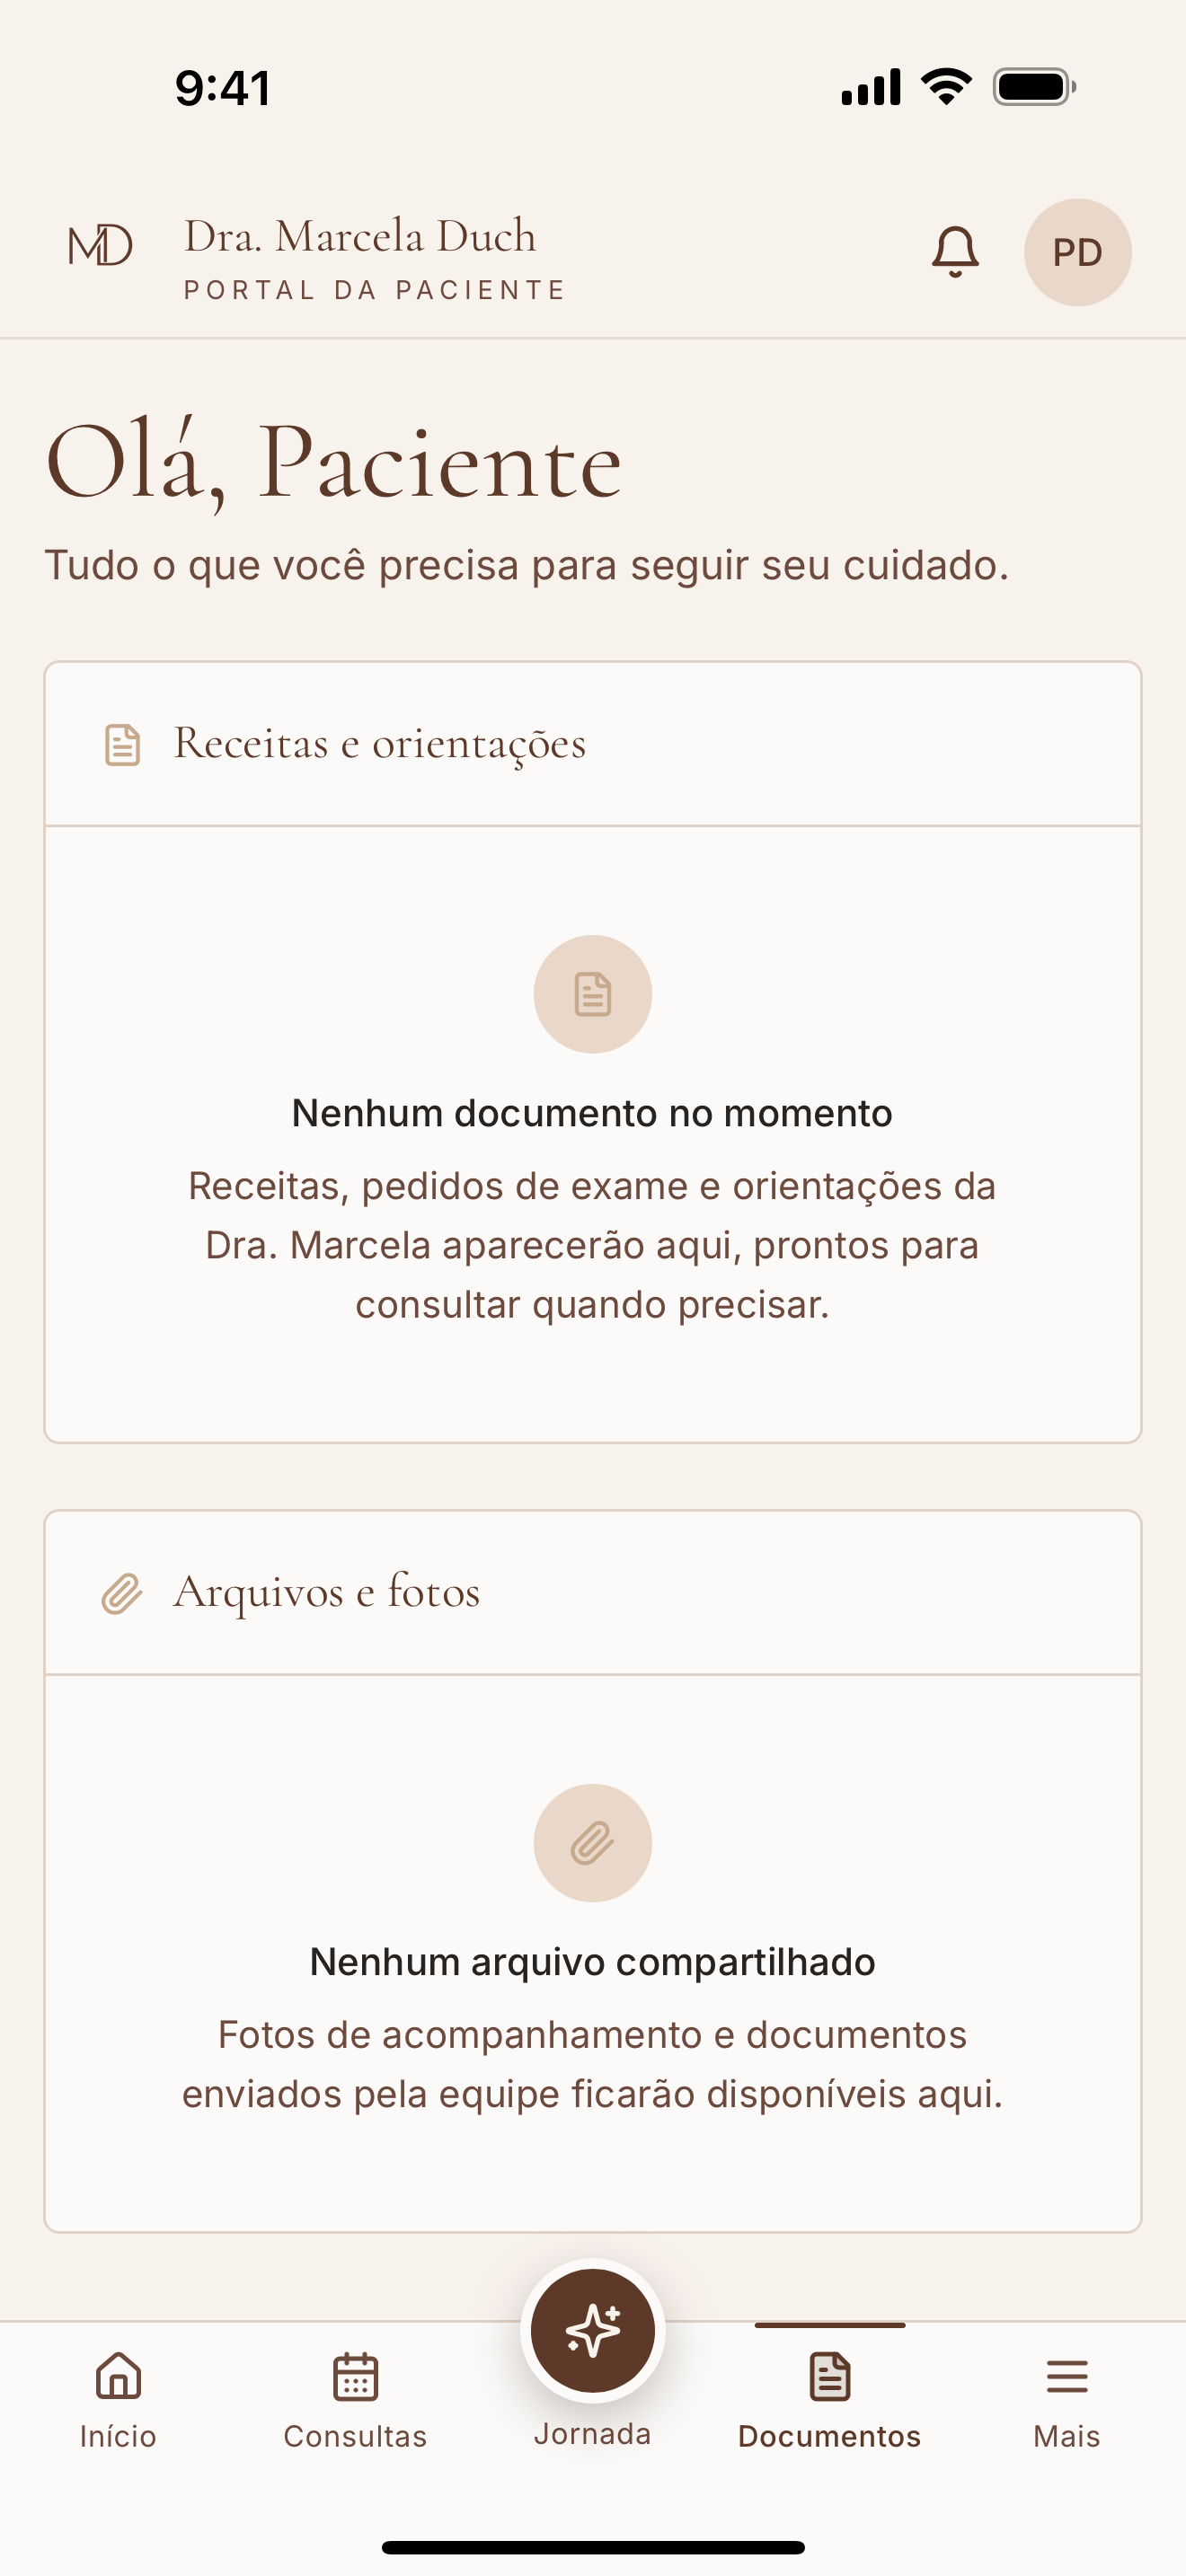 9:41
MD
Dra. Marcela Duch
PORTAL DA PACIENTE
PD
Olá, Paciente
Tudo o que você precisa para seguir seu cuidado.
Receitas e orientações
Nenhum documento no momento
Receitas, pedidos de exame e orientações da
Dra. Marcela aparecerão aqui, prontos para
consultar quando precisar.
Arquivos e fotos
Nenhum arquivo compartilhado
Fotos de acompanhamento e documentos
enviados pela equipe ficarão disponíveis aqui.
Início
Consultas
Jornada
Documentos
Mais